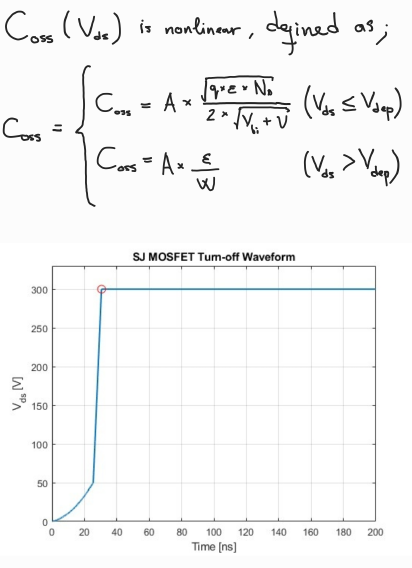 Coss (Vds) is nonlinear, defined as;
Coss = { Coss = A × √(q × ε × ND) / (2 × √(Vbi + V)) (Vds ≤ Vdep)
Coss = A × ε / W (Vds > Vdep)
SJ MOSFET Turn-off Waveform
Vds [V]
300
250
200
150
100
50
0
0 20 40 60 80 100 120 140 160 180 200
Time [ns]